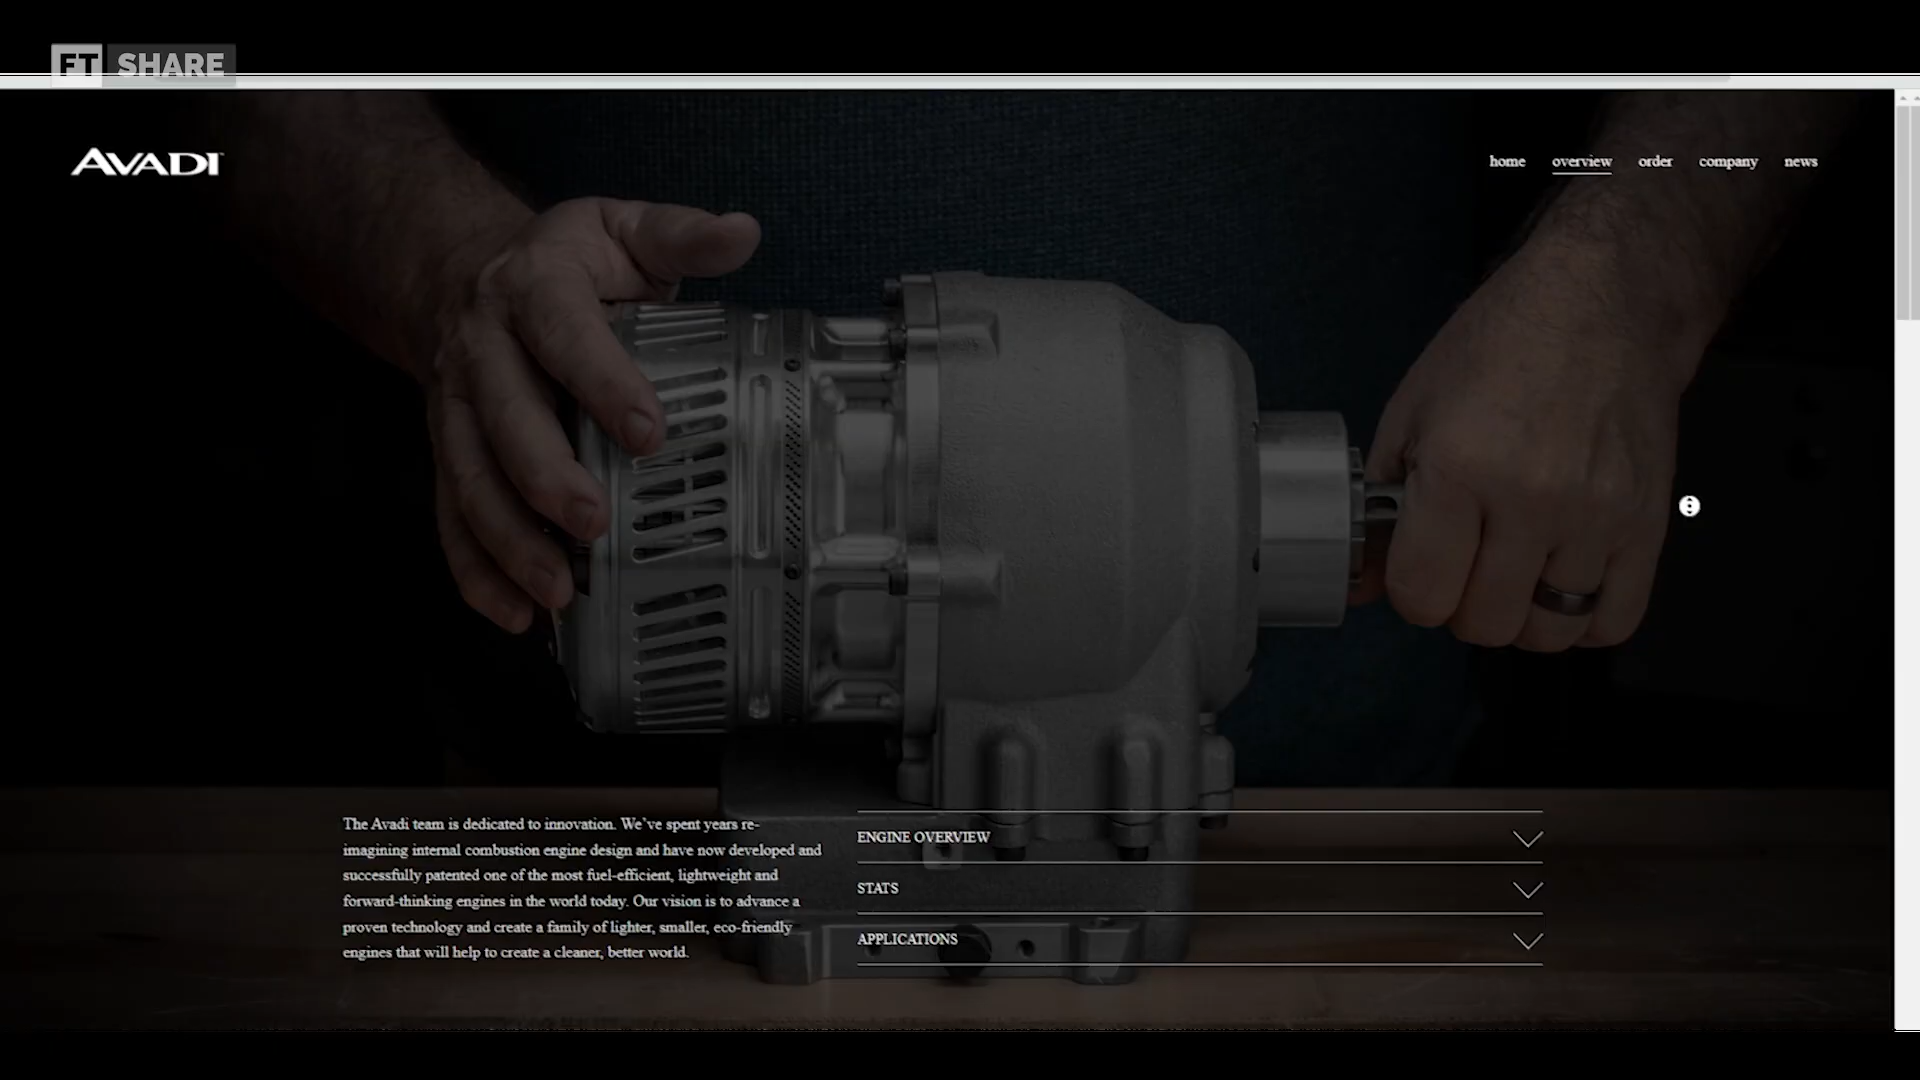 FT SHARE
AVADI
home overview order company news
The Avadi team is dedicated to innovation. We've spent years re-
imagining internal combustion engine design and have now developed and
successfully patented one of the most fuel-efficient, lightweight and
forward-thinking engines in the world today. Our vision is to advance a
proven technology and create a family of lighter, smaller, eco-friendly
engines that will help to create a cleaner, better world.
ENGINE OVERVIEW
STATS
APPLICATIONS